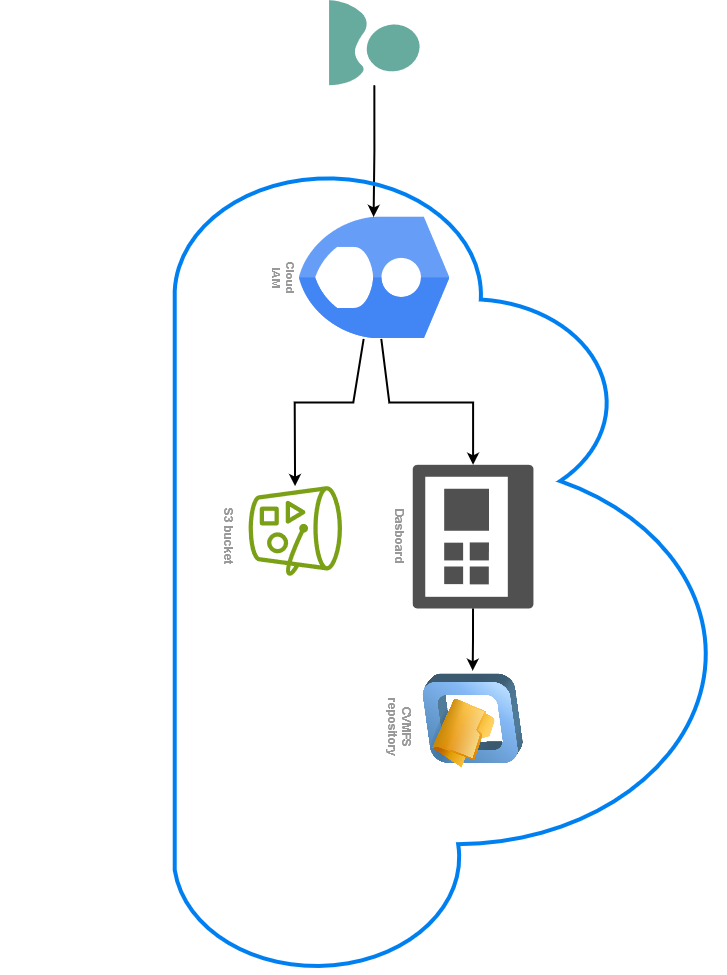 Cloud
IAM
S3 bucket
Dasboard
CVMFS
repository